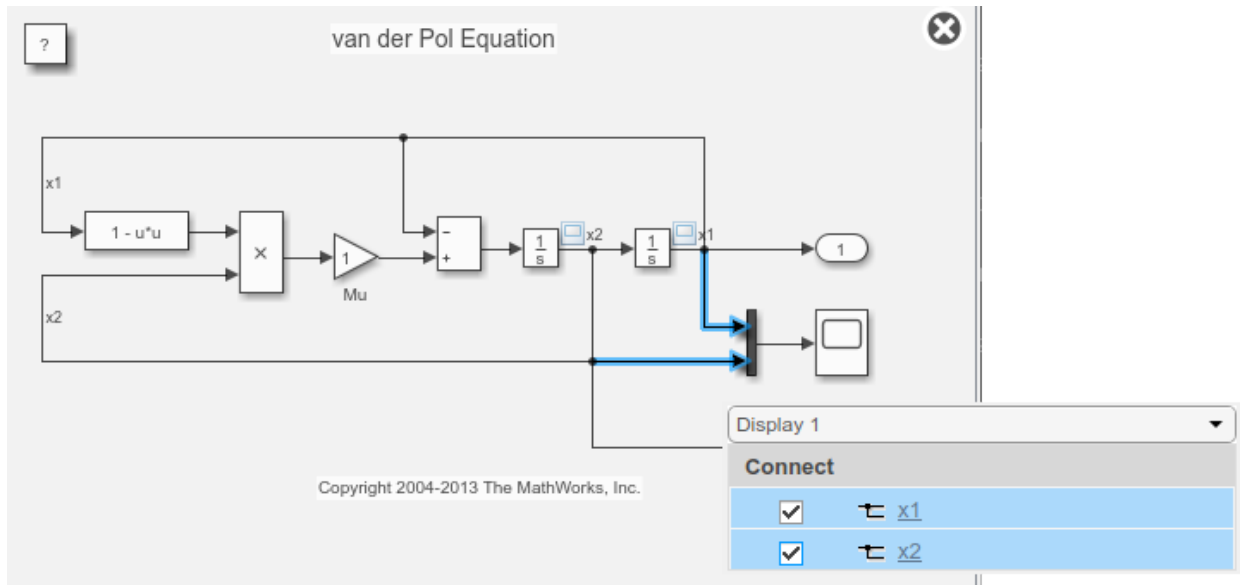 ?
van der Pol Equation
x1
1 - u*u
×
1
Mu
−
+
1
s
x2
1
s
x1
1
x2
Display 1
Connect
x1
x2
Copyright 2004-2013 The MathWorks, Inc.